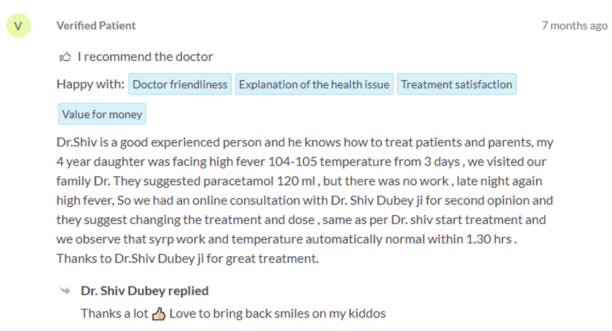 V
Verified Patient
7 months ago
I recommend the doctor
Happy with: Doctor friendliness Explanation of the health issue Treatment satisfaction
Value for money
Dr.Shiv is a good experienced person and he knows how to treat patients and parents, my
4 year daughter was facing high fever 104-105 temperature from 3 days , we visited our
family Dr. They suggested paracetamol 120 ml , but there was no work , late night again
high fever, So we had an online consultation with Dr. Shiv Dubey ji for second opinion and
they suggest changing the treatment and dose , same as per Dr. shiv start treatment and
we observe that syrp work and temperature automatically normal within 1.30 hrs .
Thanks to Dr.Shiv Dubey ji for great treatment.
Dr. Shiv Dubey replied
Thanks a lot 👍 Love to bring back smiles on my kiddos